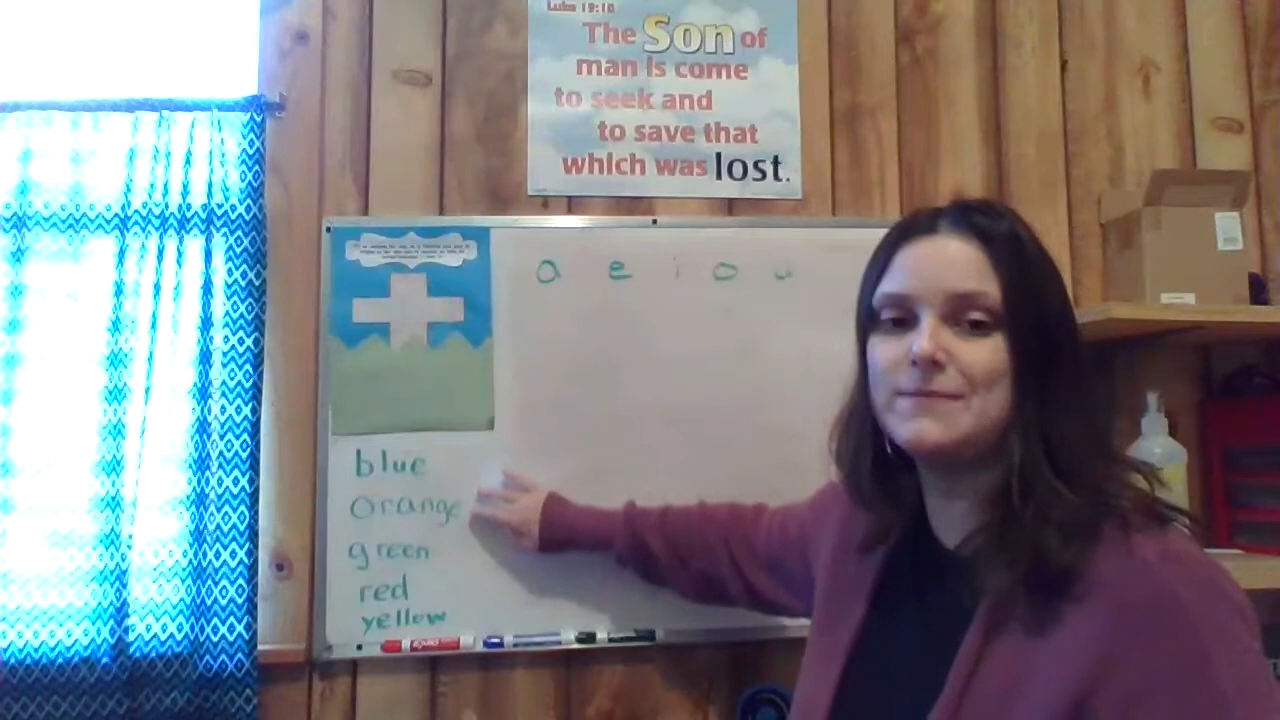 Luke 19:10
The Son of
man is come
to seek and
to save that
which was lost.
a e i o u
blue
orange
green
red
yellow
EXPO